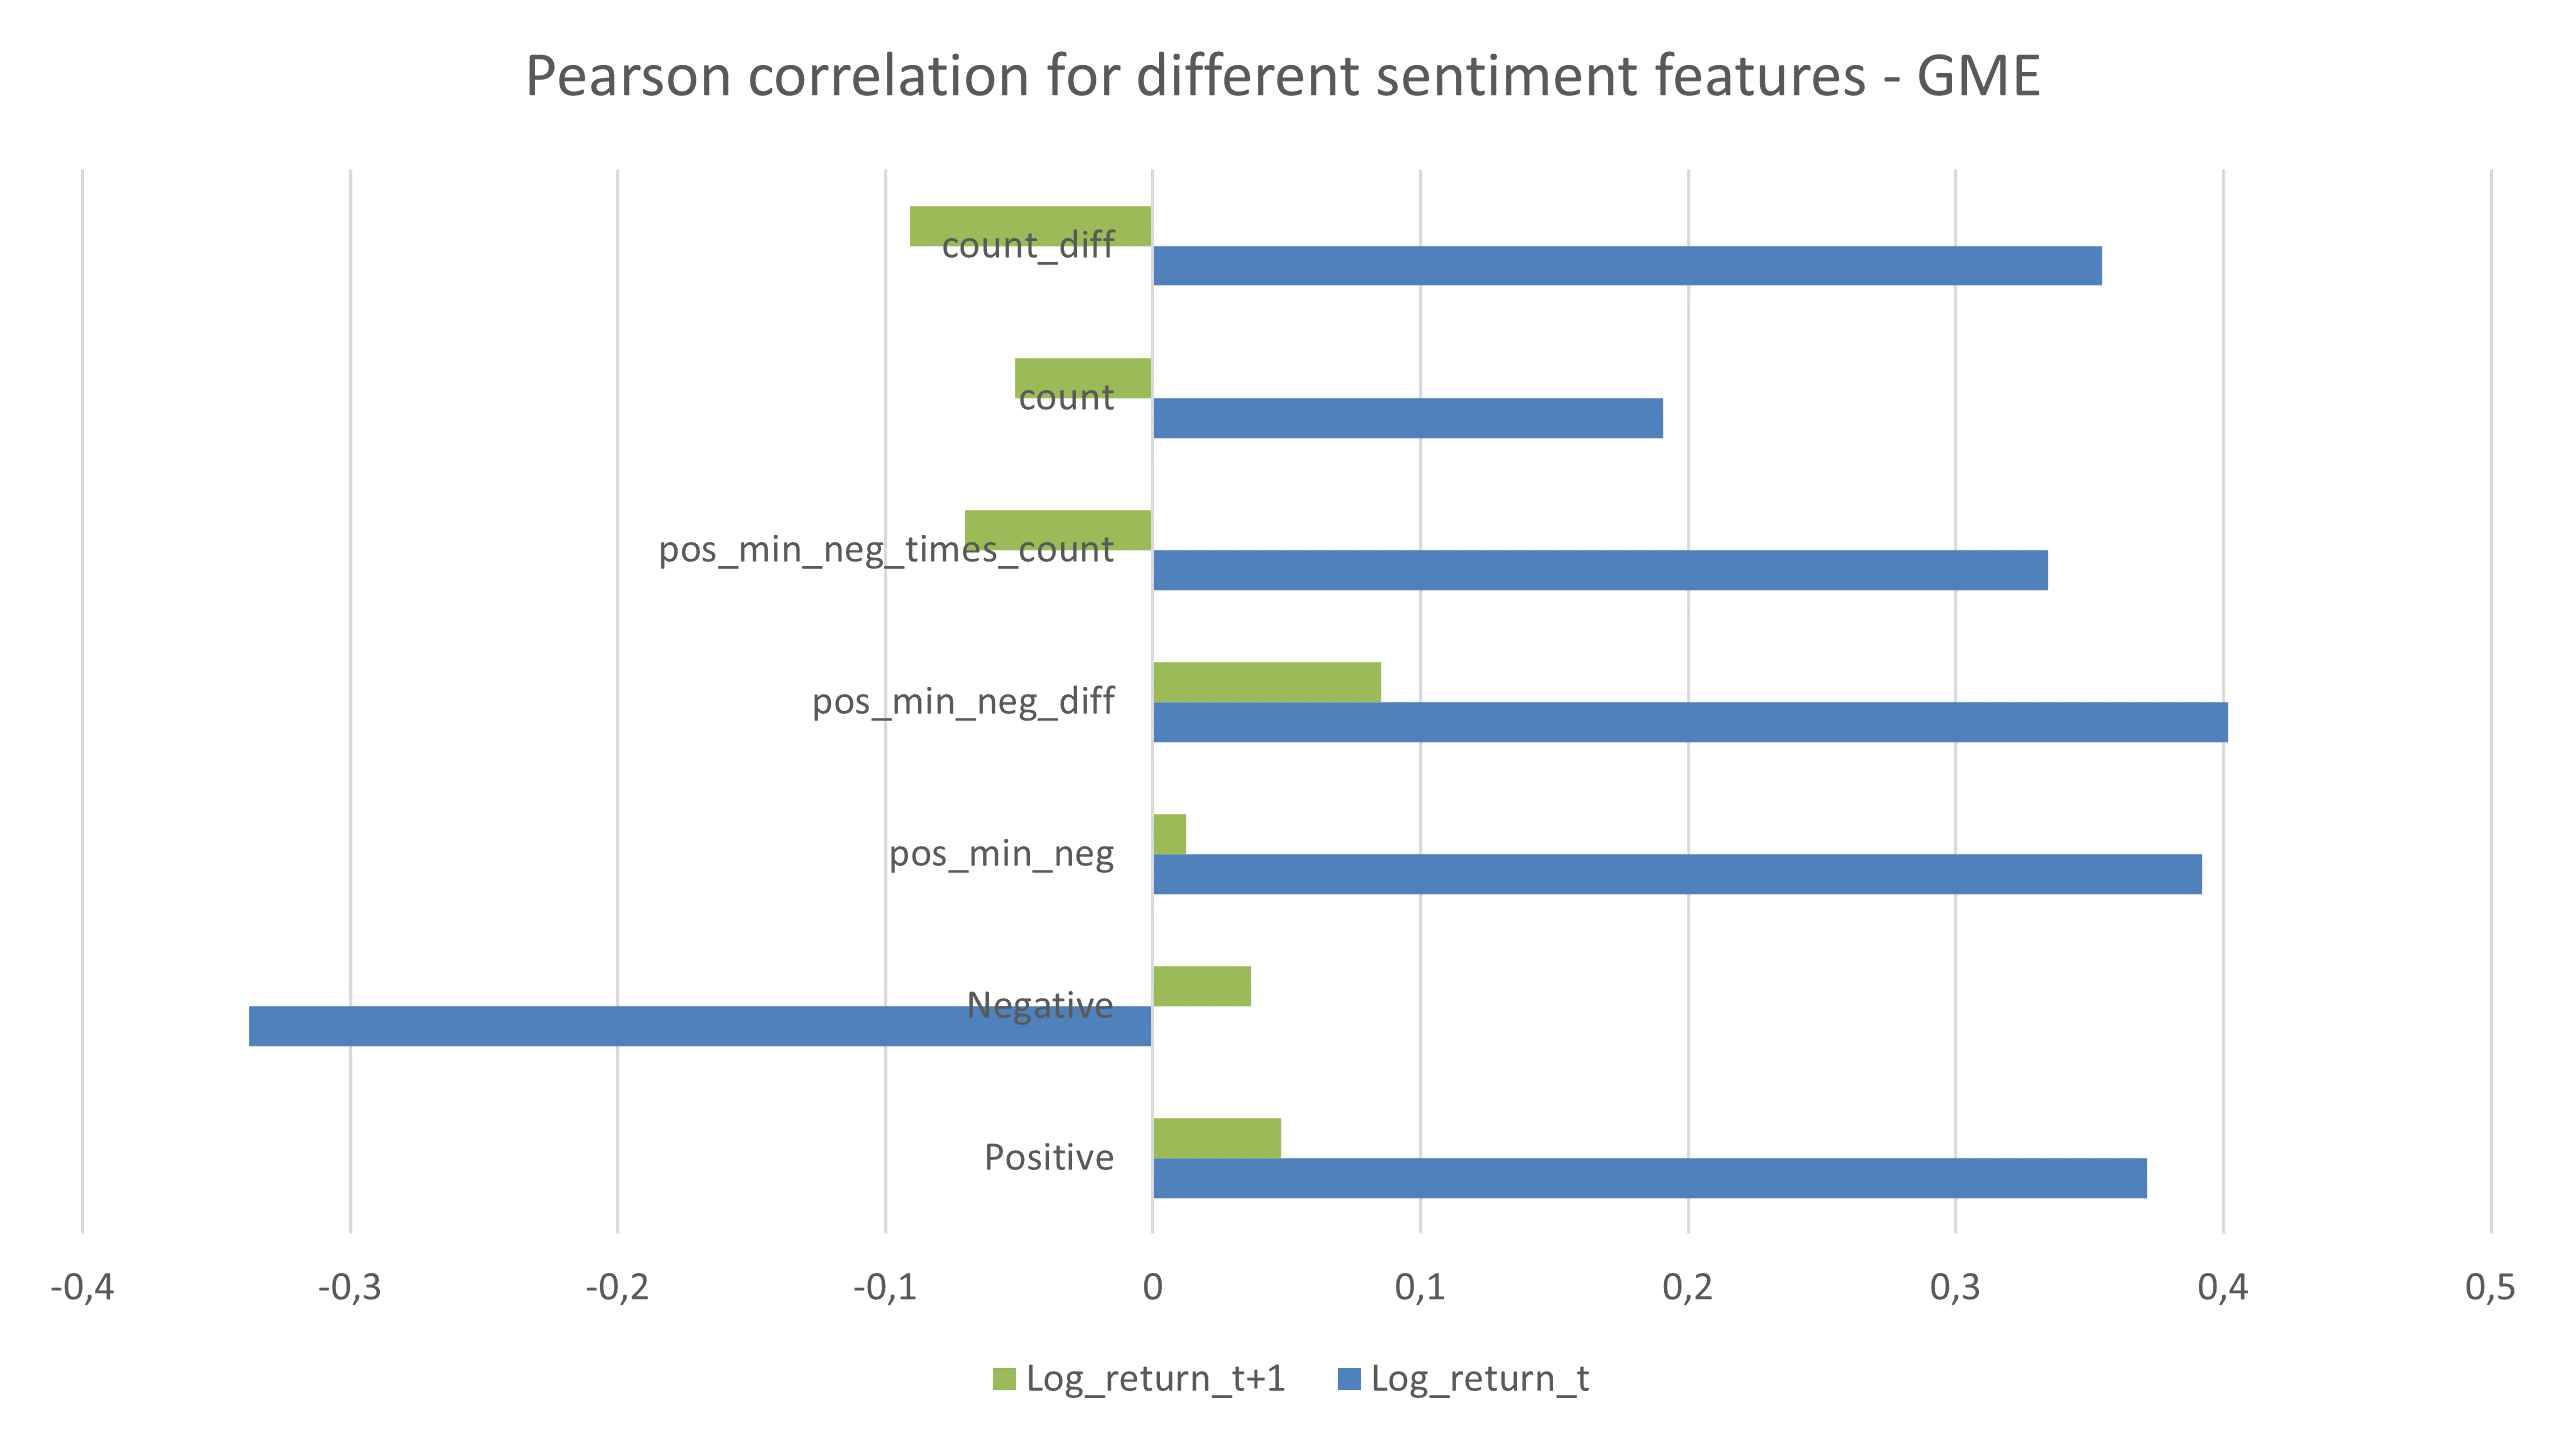 Pearson correlation for different sentiment features - GME
count_diff
count
pos_min_neg_times_count
pos_min_neg_diff
pos_min_neg
Negative
Positive
-0,4 -0,3 -0,2 -0,1 0 0,1 0,2 0,3 0,4 0,5
Log_return_t+1 Log_return_t